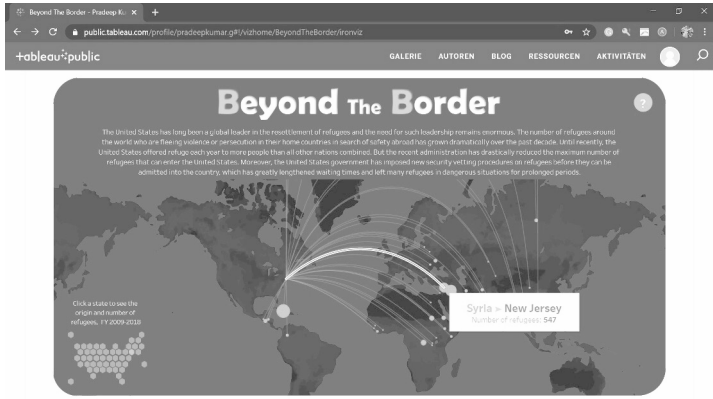 Beyond The Border - Pradeep Ku
public.tableau.com/profile/pradeepkumar.g#!/vizhome/BeyondTheBorder/ironviz
+ableau:public
GALERIE AUTOREN BLOG RESSOURCEN AKTIVITÄTEN
Beyond The Border
?
The United States has long been a global leader in the resettlement of refugees and the need for such leadership remains enormous. The number of refugees around
the world who are fleeing violence or persecution in their home countries in search of safety abroad has grown dramatically over the past decade. Until recently, the
United States offered refuge each year to more people than all other nations combined. But the recent administration has drastically reduced the maximum number of
refugees that can enter the United States. Moreover, the United States government has imposed new security vetting procedures on refugees before they can be
admitted into the country, which has greatly lengthened waiting times and left many refugees in dangerous situations for prolonged periods.
Syria ➢ New Jersey
Number of refugees: 547
Click a state to see the
origin and number of
refugees, FY 2009-2018